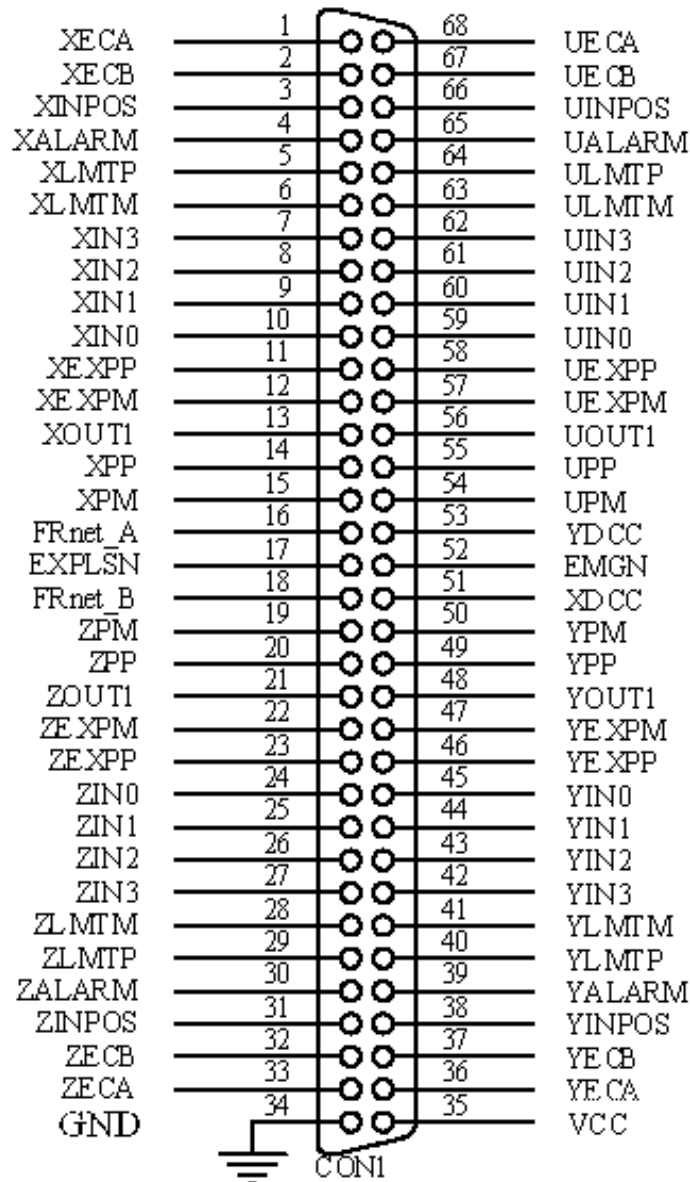 XECA 1 68 UECA
XECB 2 67 UECB
XINPOS 3 66 UINPOS
XALARM 4 65 UALARM
XLMTP 5 64 ULMTP
XLMTM 6 63 ULMTM
XIN3 7 62 UIN3
XIN2 8 61 UIN2
XIN1 9 60 UIN1
XIN0 10 59 UIN0
XEXPP 11 58 UEXPP
XEXPM 12 57 UEXPM
XOUT1 13 56 UOUT1
XPP 14 55 UPP
XPM 15 54 UPM
FRnet_A 16 53 YDCC
EXPLSN 17 52 EMGN
FRnet_B 18 51 XDCC
ZPM 19 50 YPM
ZPP 20 49 YPP
ZOUT1 21 48 YOUT1
ZEXPM 22 47 YEXPM
ZEXPP 23 46 YEXPP
ZIN0 24 45 YIN0
ZIN1 25 44 YIN1
ZIN2 26 43 YIN2
ZIN3 27 42 YIN3
ZLMTM 28 41 YLMTM
ZLMTP 29 40 YLMTP
ZALARM 30 39 YALARM
ZINPOS 31 38 YINPOS
ZECB 32 37 YECB
ZECA 33 36 YECA
GND 34 35 VCC
CON1